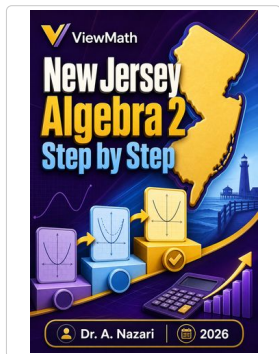 ViewMath
New Jersey
Algebra 2
Step by Step
Dr. A. Nazari
2026